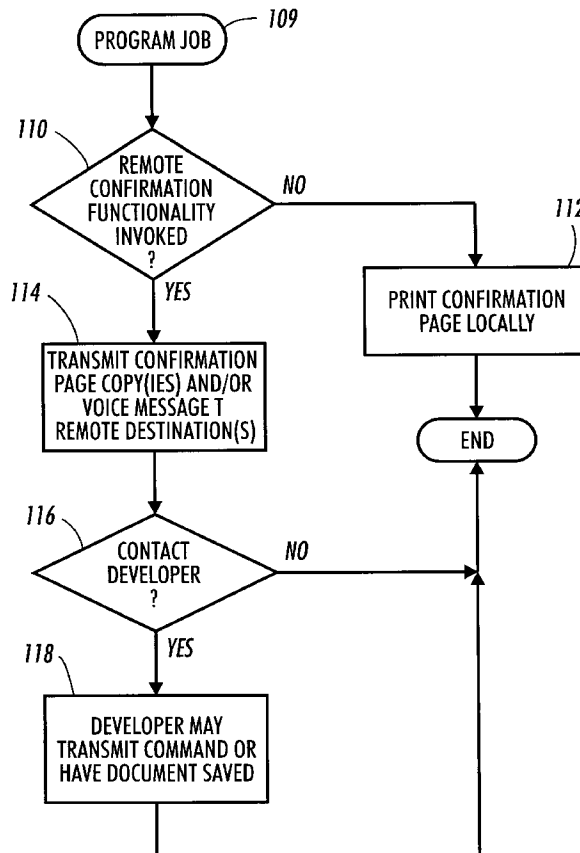 PROGRAM JOB
109
110
REMOTE
CONFIRMATION
FUNCTIONALITY
INVOKED
?
NO
YES
112
PRINT CONFIRMATION
PAGE LOCALLY
114
TRANSMIT CONFIRMATION
PAGE COPY(IES) AND/OR
VOICE MESSAGE T
REMOTE DESTINATION(S)
END
116
CONTACT
DEVELOPER
?
NO
YES
118
DEVELOPER MAY
TRANSMIT COMMAND OR
HAVE DOCUMENT SAVED